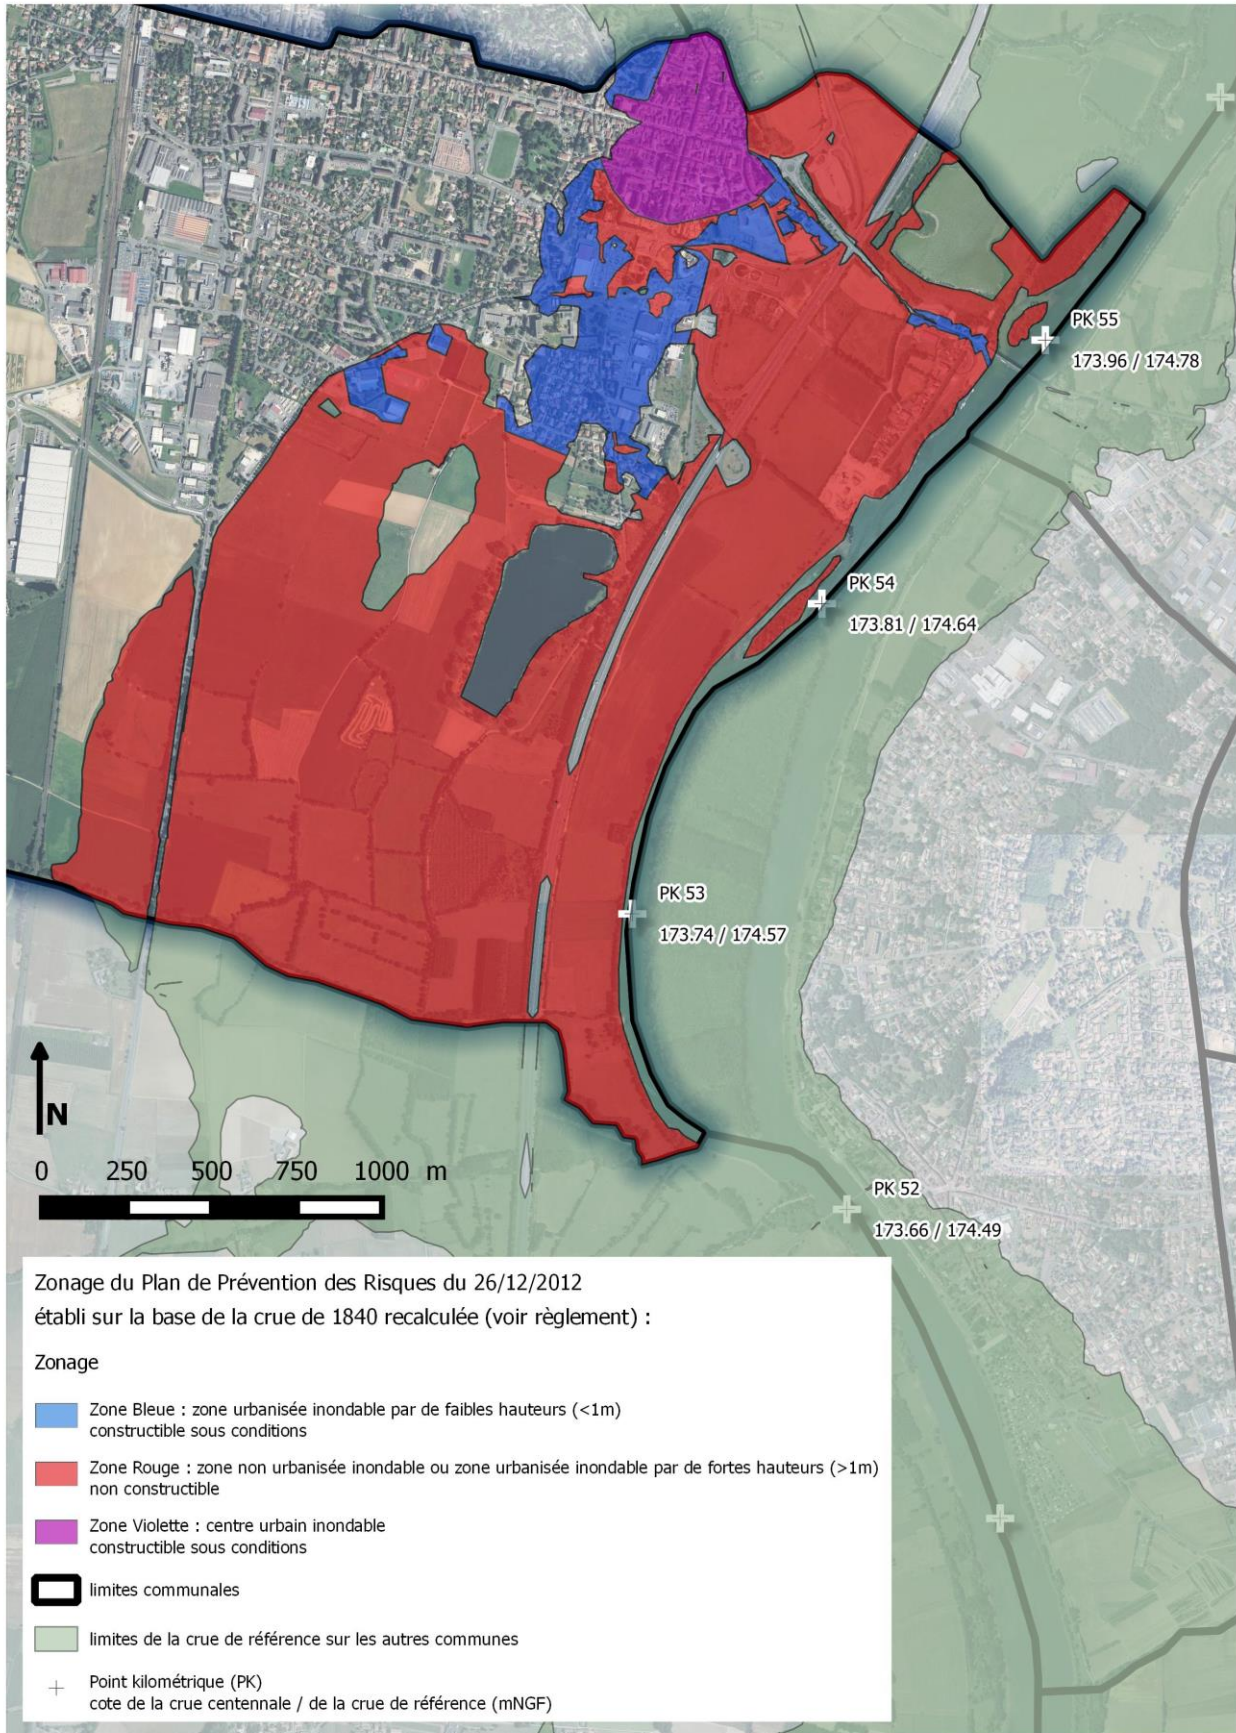 PK 55
173.96 / 174.78
PK 54
173.81 / 174.64
PK 53
173.74 / 174.57
N
0 250 500 750 1000 m
PK 52
173.66 / 174.49
Zonage du Plan de Prévention des Risques du 26/12/2012
établi sur la base de la crue de 1840 recalculée (voir règlement) :
Zonage
Zone Bleue : zone urbanisée inondable par de faibles hauteurs (<1m)
constructible sous conditions
Zone Rouge : zone non urbanisée inondable ou zone urbanisée inondable par de fortes hauteurs (>1m)
non constructible
Zone Violette : centre urbain inondable
constructible sous conditions
limites communales
limites de la crue de référence sur les autres communes
Point kilométrique (PK)
cote de la crue centennale / de la crue de référence (mNGF)